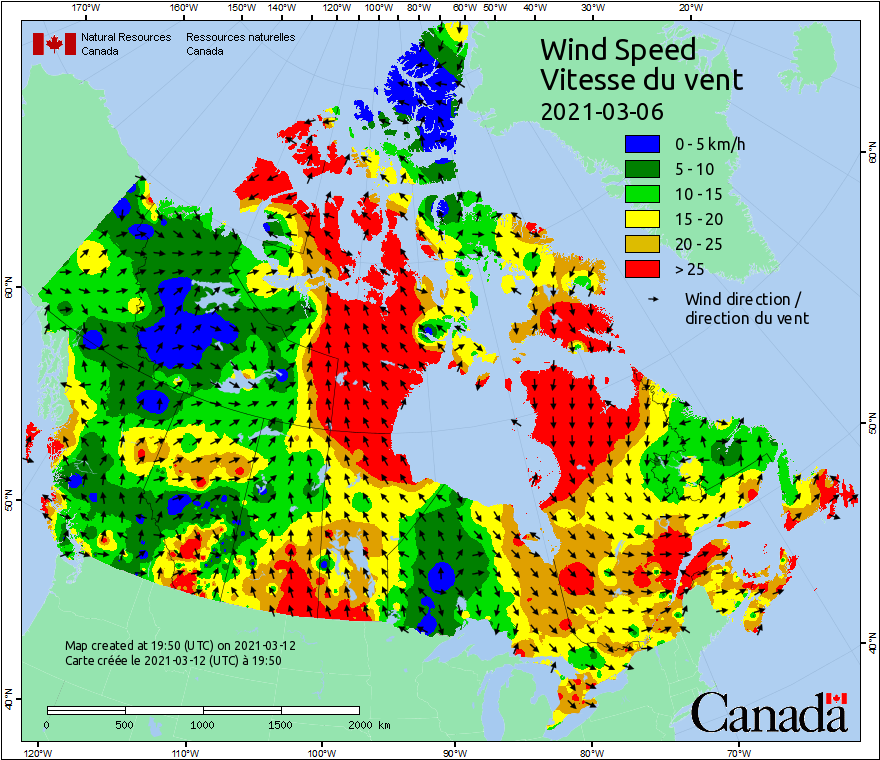 170°W 160°W 150°W 140°W 130°W 120°W 110°W 100°W 90°W 80°W 70°W 60°W 50°W 40°W 30°W 20°W
Natural Resources Ressources naturelles
Canada Canada
Wind Speed
Vitesse du vent
2021-03-06
0 - 5 km/h
5 - 10
10 - 15
15 - 20
20 - 25
> 25
Wind direction /
direction du vent
60°N
60°N
50°N
50°N
40°N
40°N
Map created at 19:50 (UTC) on 2021-03-12
Carte créée le 2021-03-12 (UTC) à 19:50
0 500 1000 1500 2000 km
Canada
120°W 110°W 100°W 90°W 80°W 70°W